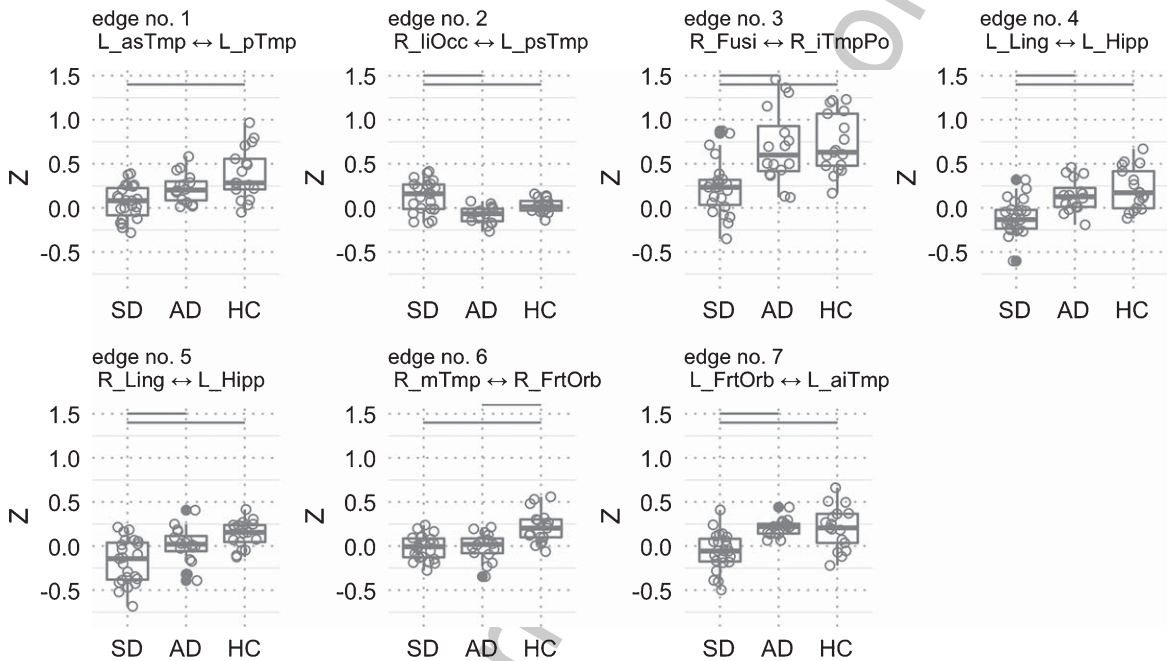 edge no. 1
L_asTmp ↔ L_pTmp
edge no. 2
R_liOcc ↔ L_psTmp
edge no. 3
R_Fusi ↔ R_iTmpPo
edge no. 4
L_Ling ↔ L_Hipp
1.5
1.0
0.5
0.0
-0.5
Z
SD AD HC
1.5
1.0
0.5
0.0
-0.5
Z
SD AD HC
1.5
1.0
0.5
0.0
-0.5
Z
SD AD HC
1.5
1.0
0.5
0.0
-0.5
Z
SD AD HC
edge no. 5
R_Ling ↔ L_Hipp
edge no. 6
R_mTmp ↔ R_FrtOrb
edge no. 7
L_FrtOrb ↔ L_aiTmp
1.5
1.0
0.5
0.0
-0.5
Z
SD AD HC
1.5
1.0
0.5
0.0
-0.5
Z
SD AD HC
1.5
1.0
0.5
0.0
-0.5
Z
SD AD HC